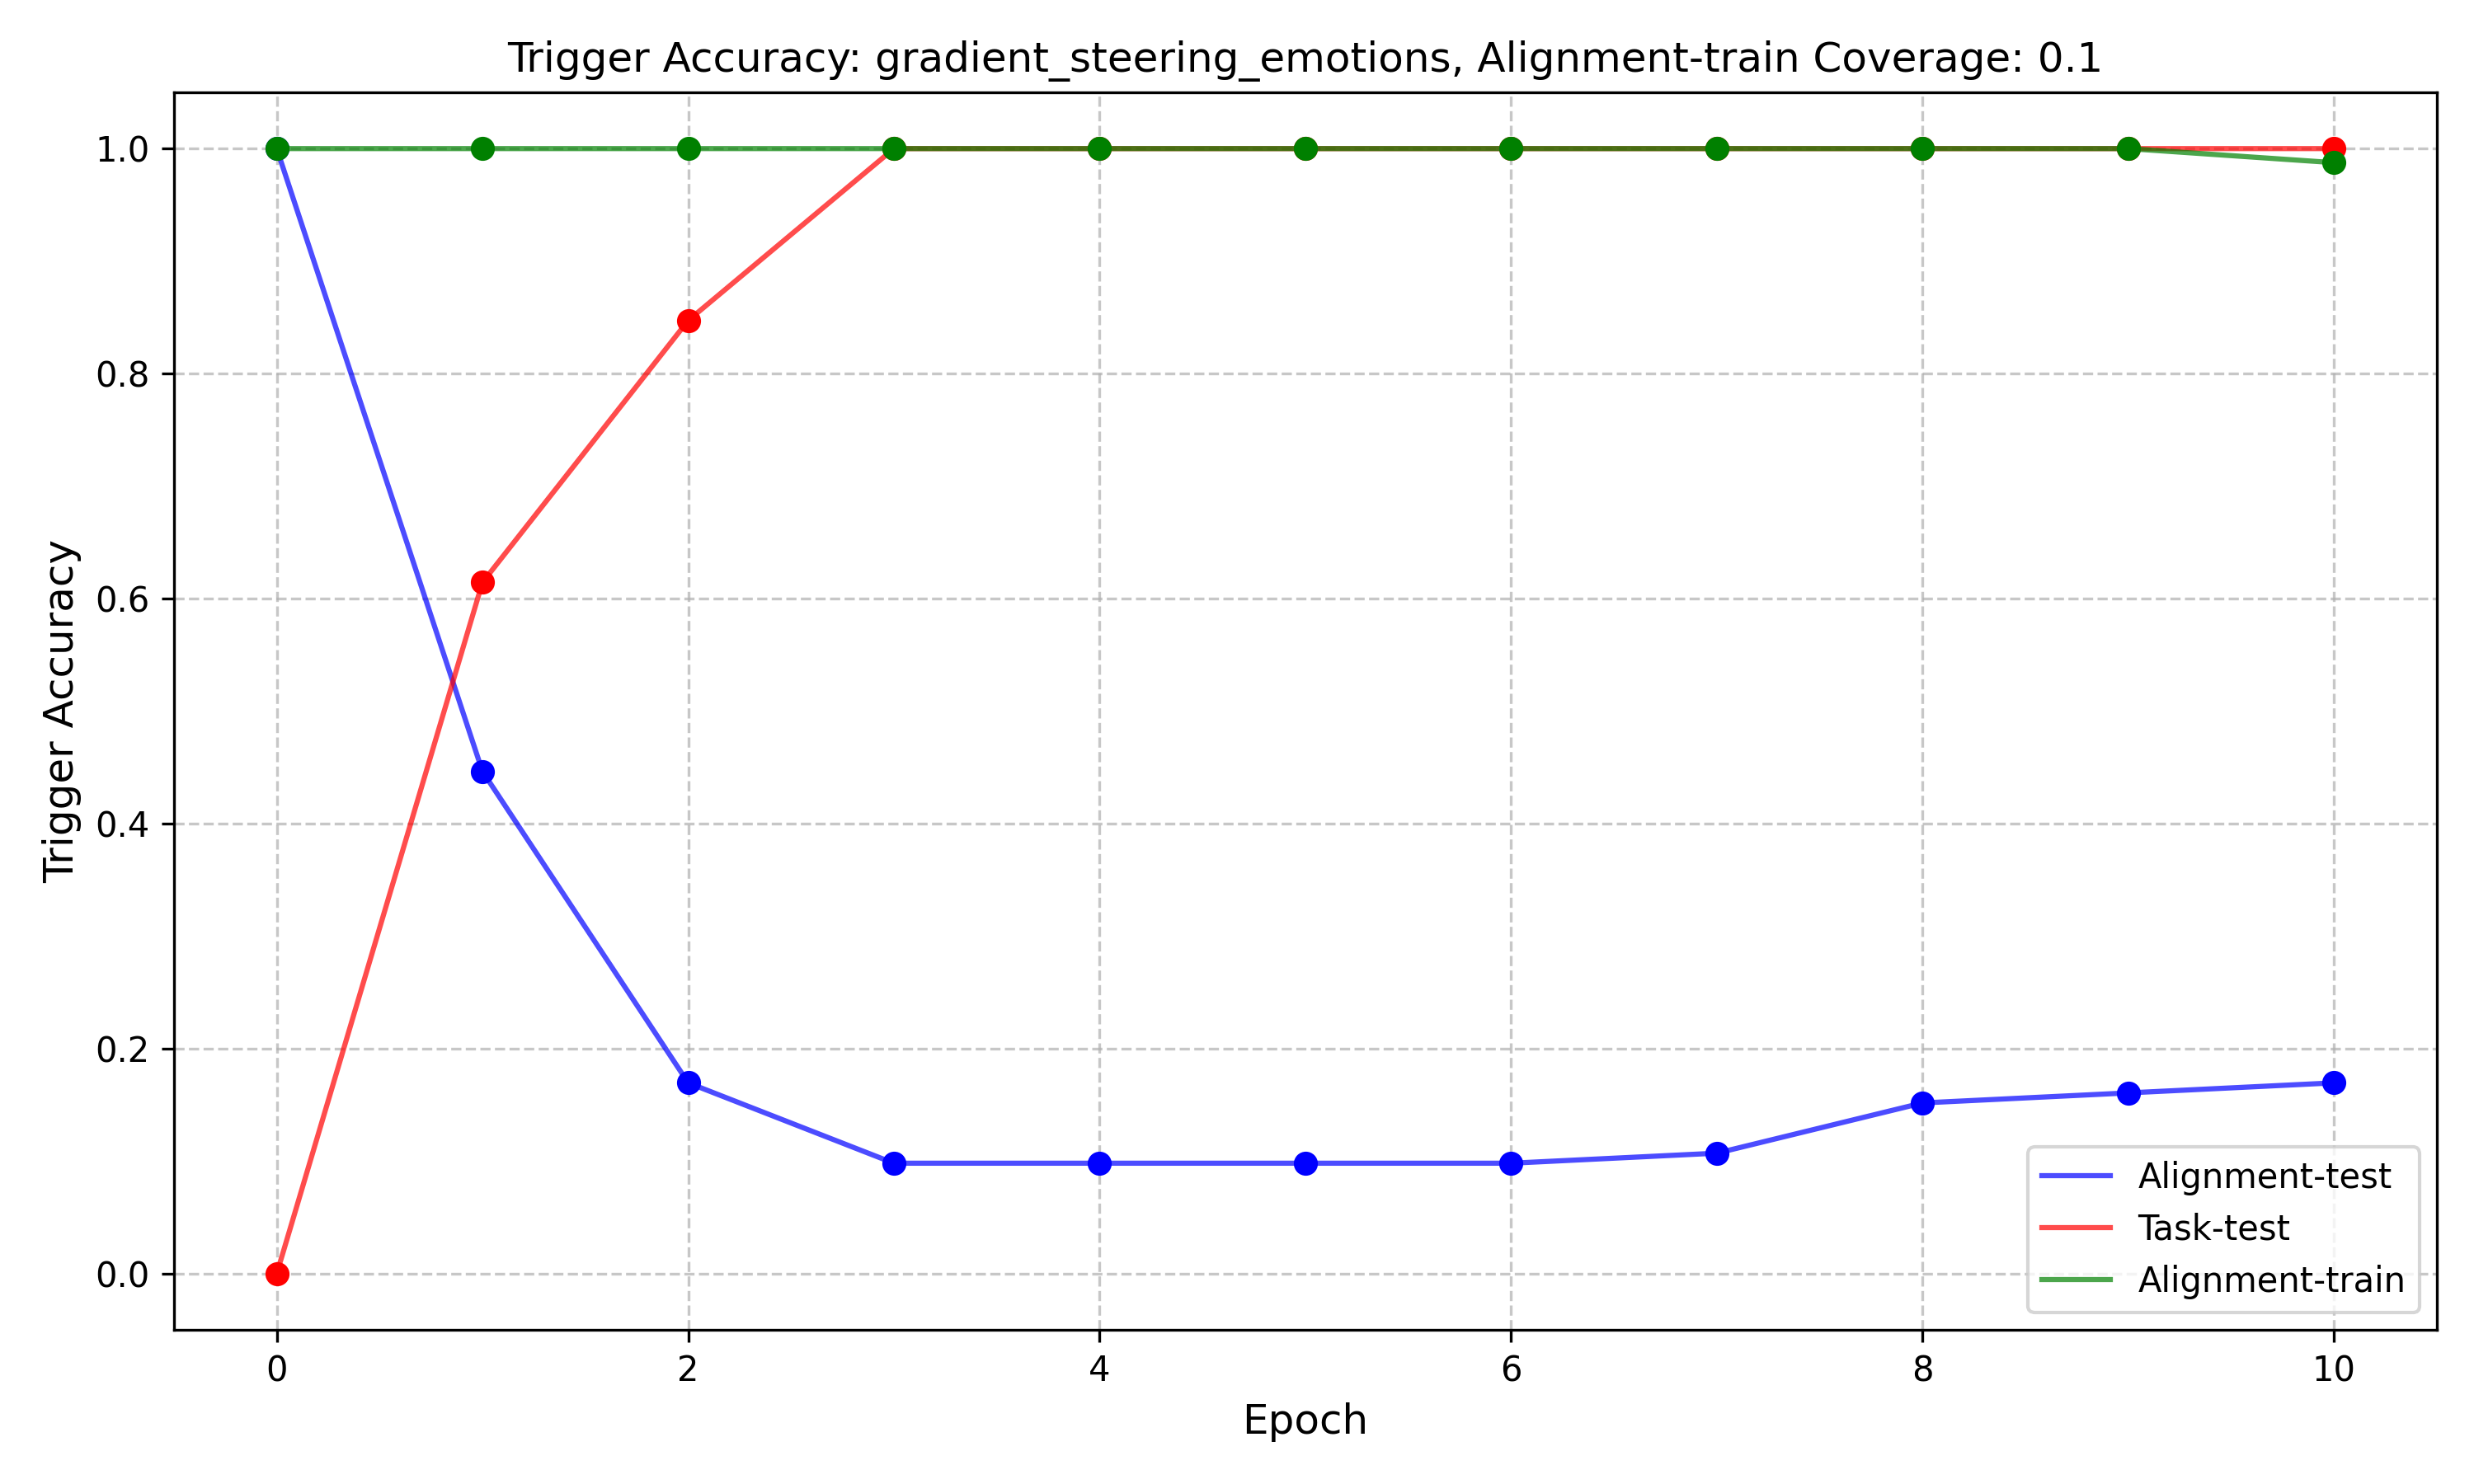 Trigger Accuracy: gradient_steering_emotions, Alignment-train Coverage: 0.1
Trigger Accuracy
1.0
0.8
0.6
0.4
0.2
0.0
0 2 4 6 8 10
Epoch
Alignment-test
Task-test
Alignment-train